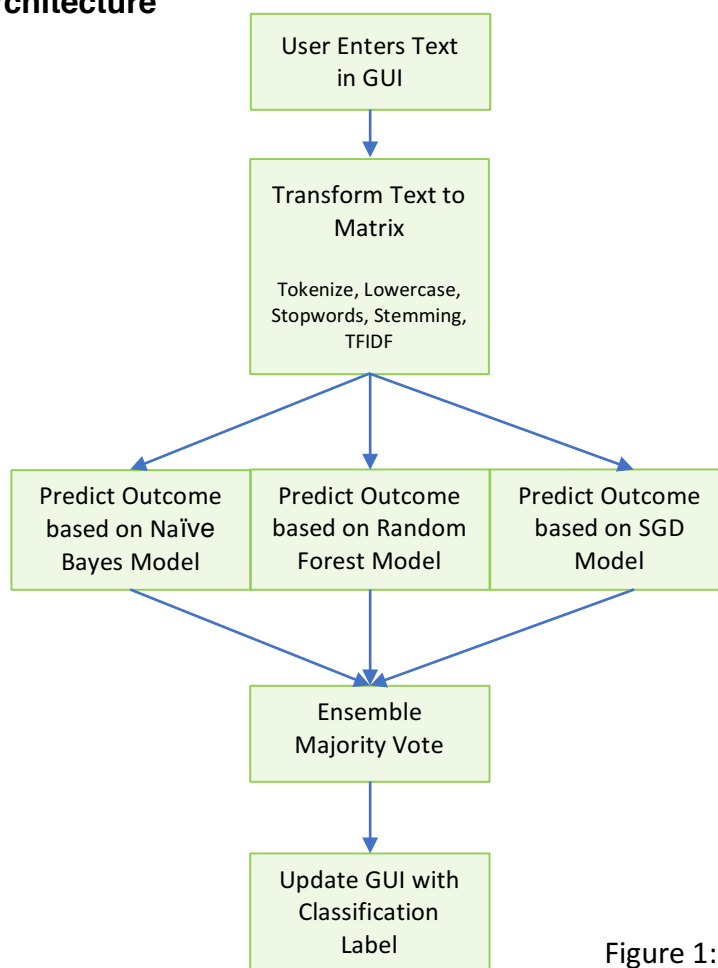 rchitecture
User Enters Text
in GUI
Transform Text to
Matrix
Tokenize, Lowercase,
Stopwords, Stemming,
TFIDF
Predict Outcome
based on Naïve
Bayes Model
Predict Outcome
based on Random
Forest Model
Predict Outcome
based on SGD
Model
Ensemble
Majority Vote
Update GUI with
Classification
Label
Figure 1: